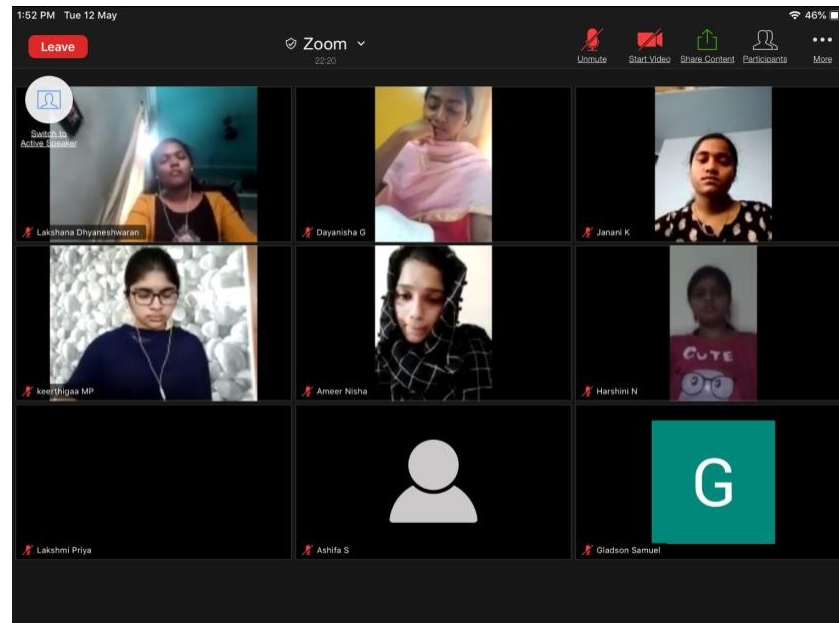 1:52 PM Tue 12 May
46%
Leave
Zoom
22:20
Unmute
Start Video
Share Content
Participants
More
Switch to
Active Speaker
Lakshana Dhyaneshwaran
Dayanisha G
Janani K
CUTE
keerthigaa MP
Ameer Nisha
Harshini N
G
Lakshmi Priya
Ashifa S
Gladson Samuel